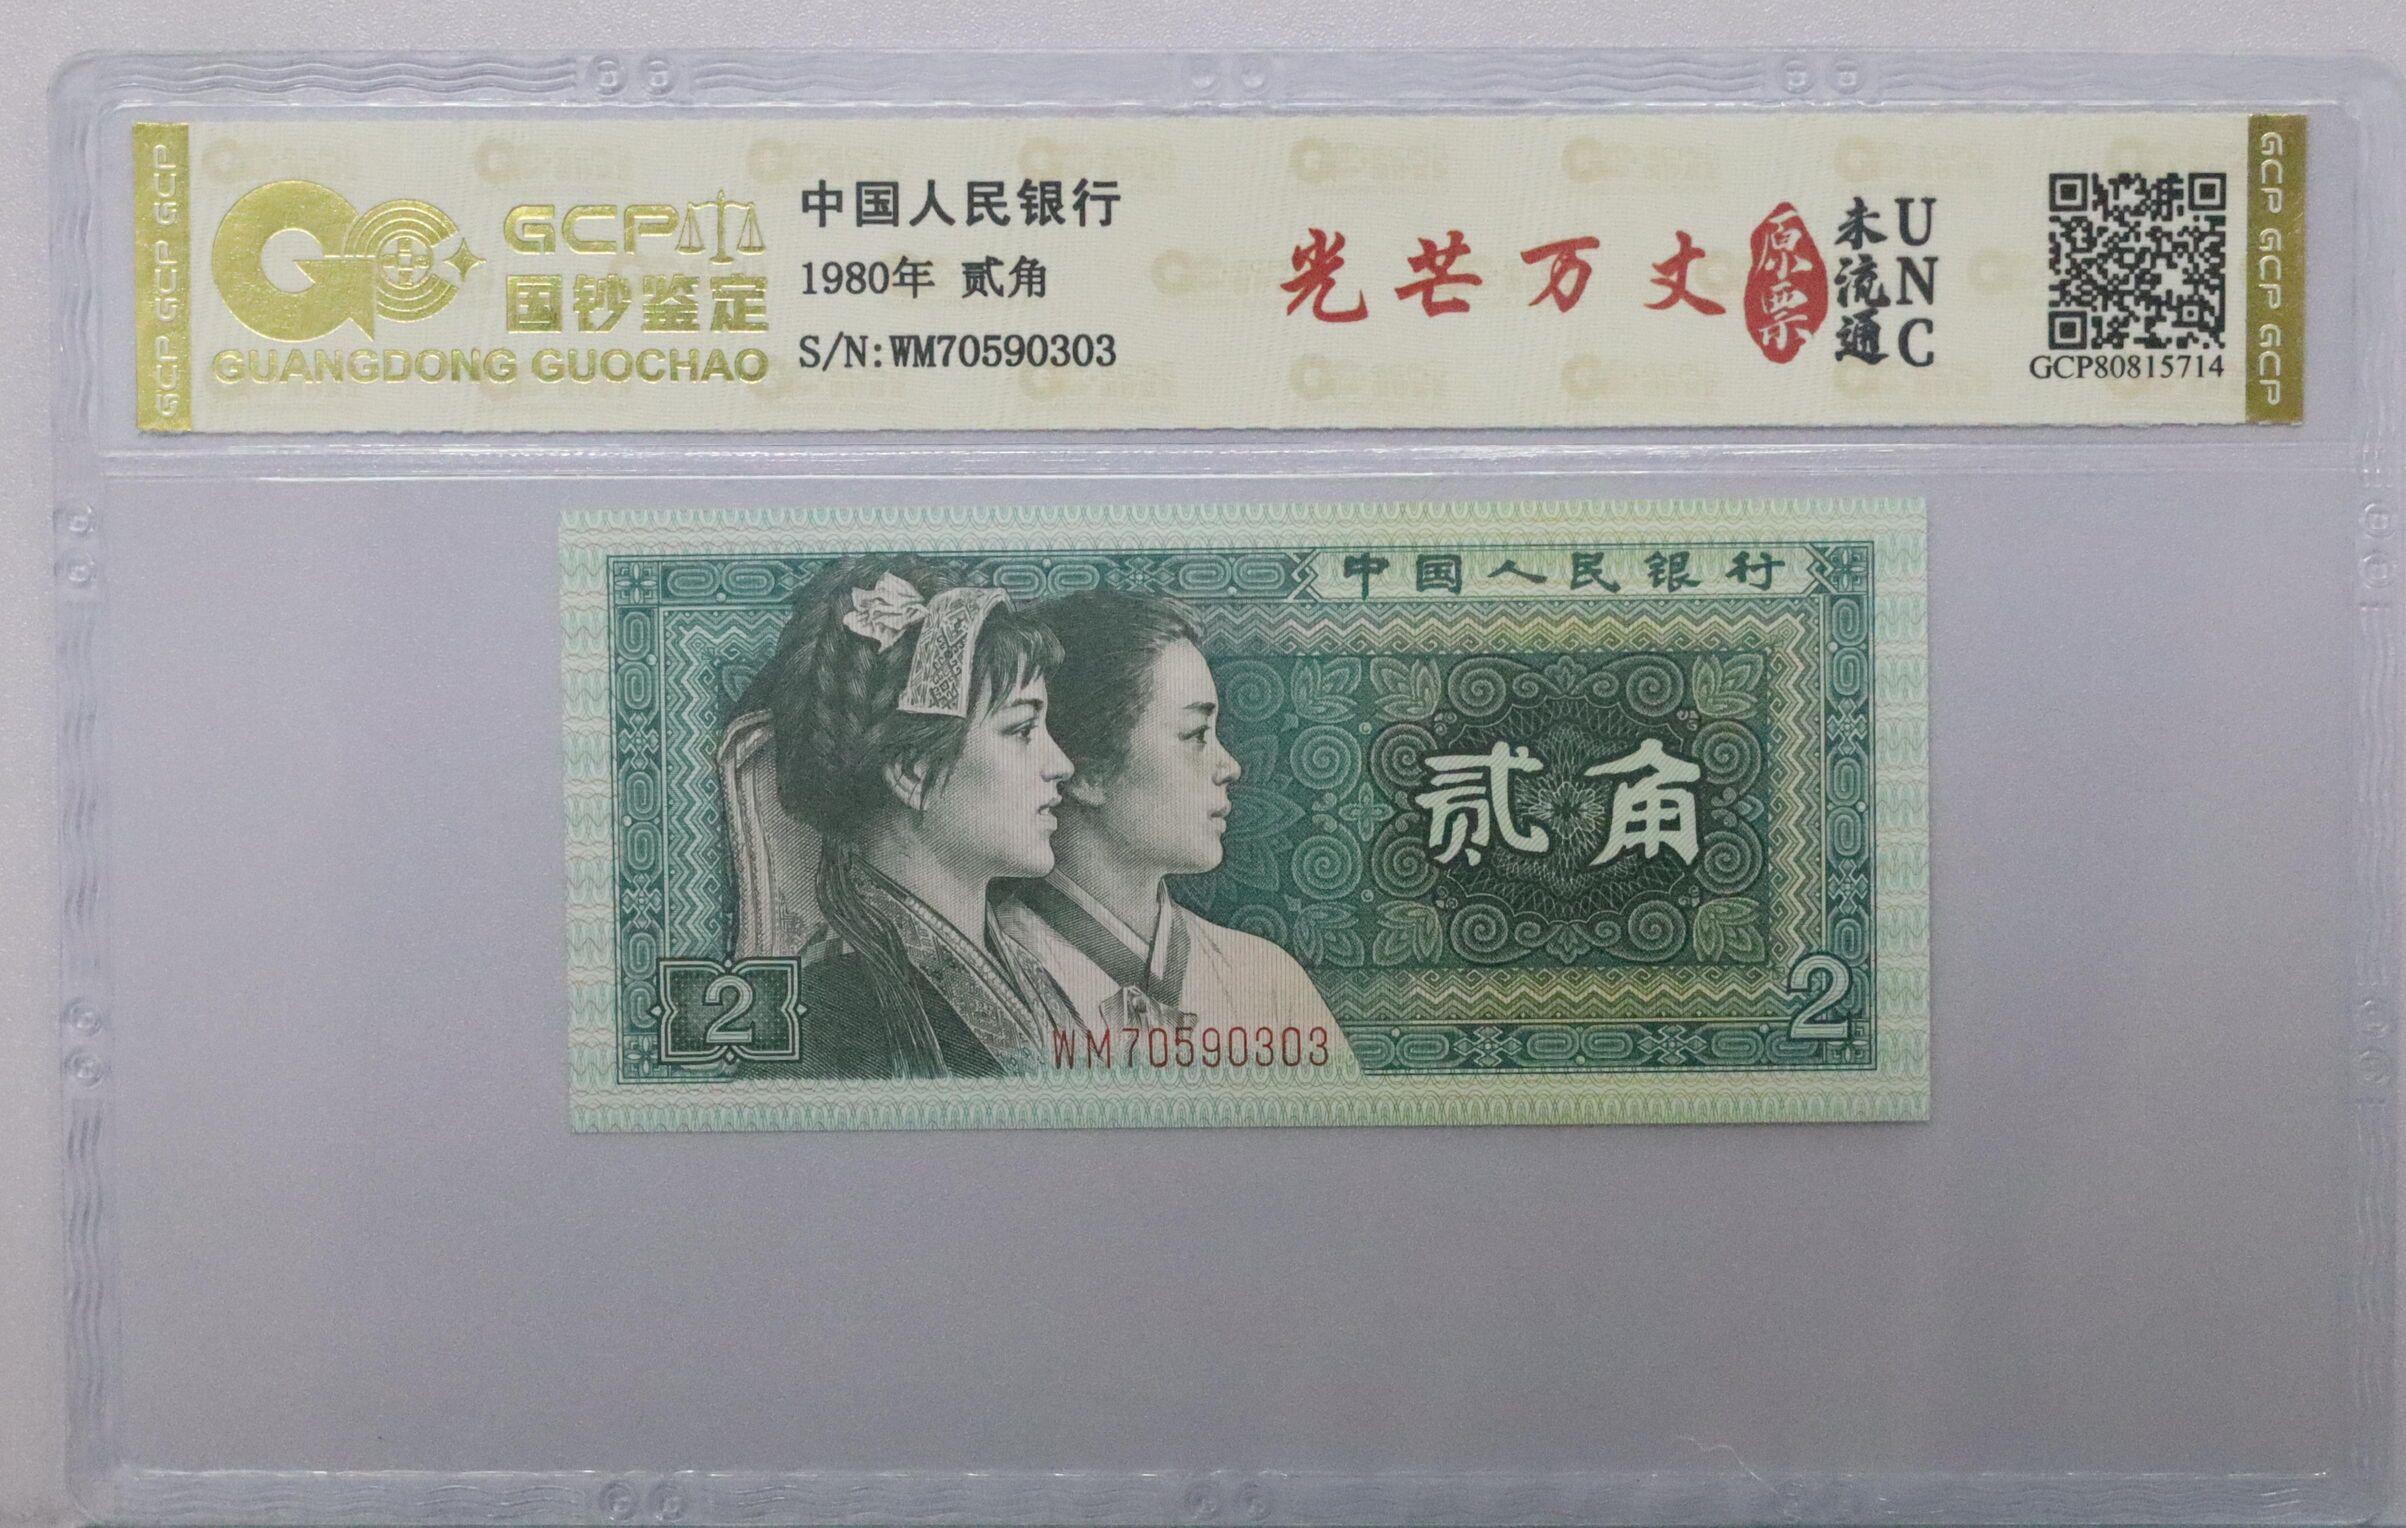 GCP GCP GCP
GCP
国钞鉴定
GUANGDONG GUOCHAO
中国人民银行
1980年 贰角
S/N:WM70590303
光芒万丈
原票
未流通
UNC
GCP80815714
GCP GCP GCP
中国人民银行
贰角
2
WM70590303
2